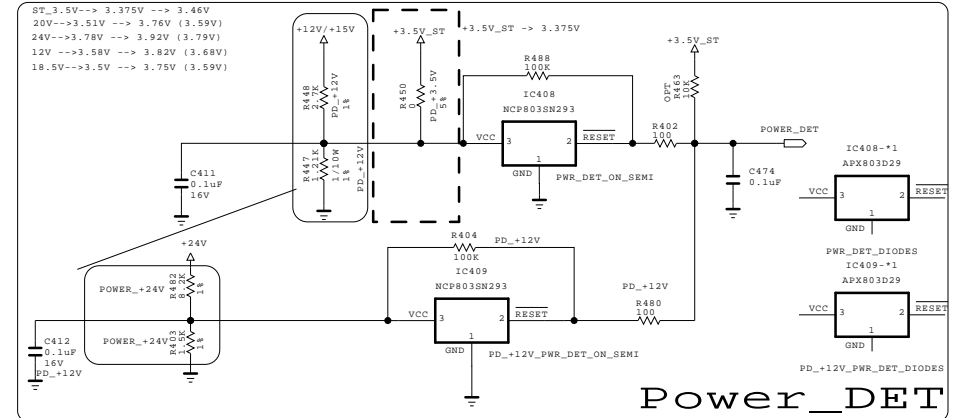 ST_3.5V--> 3.375V --> 3.46V
20V-->3.51V --> 3.76V (3.59V)
24V-->3.78V --> 3.92V (3.79V)
12V -->3.58V --> 3.82V (3.68V)
18.5V-->3.5V --> 3.75V (3.59V)
+12V/+15V
R448
2.7K
PD_+12V
1%
R447
1.21K
1/10W
1%
PD_+12V
+3.5V_ST
R450
0
PD_+3.5V
5%
+3.5V_ST -> 3.375V
R488
100K
IC408
NCP803SN293
VCC
3
2
RESET
1
GND
PWR_DET_ON_SEMI
+3.5V_ST
OPT
R463
10K
R402
100
POWER_DET
C474
0.1uF
C411
0.1uF
16V
+24V
R482
8.2K
1%
POWER_+24V
R403
1.5K
1%
POWER_+24V
C412
0.1uF
16V
PD_+12V
R404
100K
PD_+12V
IC409
NCP803SN293
VCC
3
2
RESET
1
GND
PD_+12V_PWR_DET_ON_SEMI
PD_+12V
R480
100
IC408-*1
APX803D29
VCC
3
2
RESET
1
GND
PWR_DET_DIODES
IC409-*1
APX803D29
VCC
3
2
RESET
1
GND
PD_+12V_PWR_DET_DIODES
Power_DET